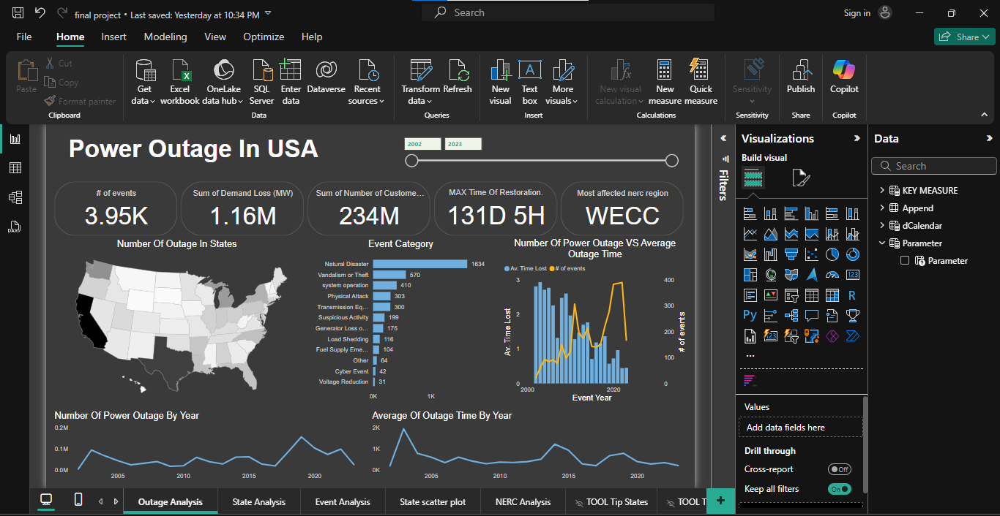 final project • Last saved: Yesterday at 10:34 PM
Search
Sign in
File Home Insert Modeling View Optimize Help
Share
Paste
Cut
Copy
Format painter
Clipboard
Get data
Excel workbook
OneLake data hub
SQL Server
Enter data
Dataverse
Recent sources
Data
Transform data
Refresh
Queries
New visual
Text box
More visuals
Insert
New visual calculation
New measure
Quick measure
Calculations
Sensitivity
Sensitivity
Publish
Share
Copilot
Copilot
Power Outage In USA
2002
2023
# of events
3.95K
Sum of Demand Loss (MW)
1.16M
Sum of Number of Custome...
234M
MAX Time Of Restoration.
131D 5H
Most affected nerc region
WECC
Number Of Outage In States
Event Category
Natural Disaster 1634
Vandalism or Theft 570
system operation 410
Physical Attack 303
Transmission Eq... 300
Suspicious Activity 199
Generator Loss o... 175
Load Shedding 116
Fuel Supply Eme... 104
Other 64
Cyber Event 42
Voltage Reduction 31
0K 1K
Number Of Power Outage VS Average
Outage Time
Av. Time Lost # of events
3
2
1
0
Av. Time Lost
400
300
200
100
0
# of events
2000 2020
Event Year
Number Of Power Outage By Year
0.2M
0.1M
0.0M
2005 2010 2015 2020
Average Of Outage Time By Year
2K
1K
0K
2005 2010 2015 2020
Outage Analysis State Analysis Event Analysis State scatter plot NERC Analysis TOOL Tip States TOOL T
Filters
Visualizations
Build visual
123
R
Py
123
...
Values
Add data fields here
Drill through
Cross-report Off
Keep all filters On
Data
Search
KEY MEASURE
Append
dCalendar
Parameter
Parameter
DAX